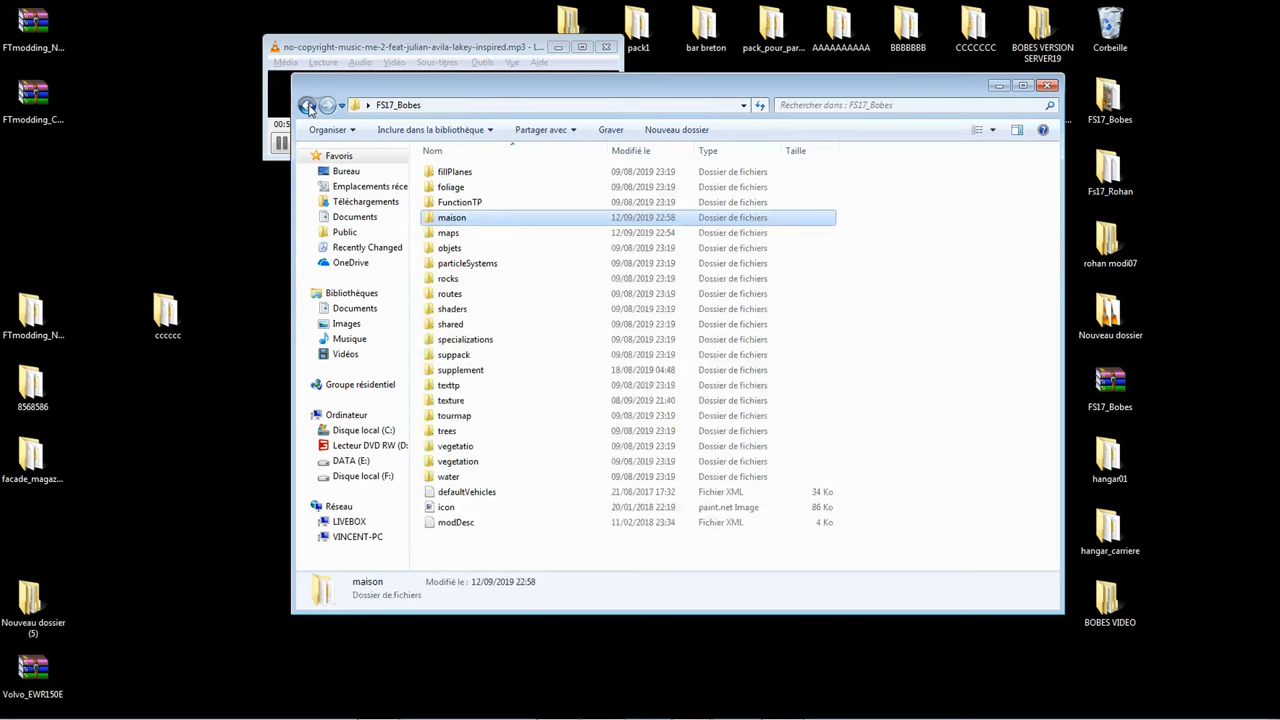 FTmodding_N...
FTmodding_C...
FTmodding_N...
8568586
facade_magaz...
Nouveau dossier
(5)
Volvo_EWR150E
cccccc
pack1
bar breton
pack_pour_par...
AAAAAAAAAA
BBBBBBB
CCCCCCC
BOBES VERSION
SERVER19
Corbeille
FS17_Bobes
Fs17_Rohan
rohan modi07
Nouveau dossier
FS17_Bobes
hangar01
hangar_carriere
BOBES VIDEO
no-copyright-music-me-2-feat-julian-avila-lakey-inspired.mp3 - L...
Média Lecture Audio Vidéo Sous-titres Outils Vue Aide
FS17_Bobes
Rechercher dans : FS17_Bobes
Organiser Inclure dans la bibliothèque Partager avec Graver Nouveau dossier
Favoris
Bureau
Emplacements réce
Téléchargements
Documents
Public
Recently Changed
OneDrive
Bibliothèques
Documents
Images
Musique
Vidéos
Groupe résidentiel
Ordinateur
Disque local (C:)
Lecteur DVD RW (D:
DATA (E:)
Disque local (F:)
Réseau
LIVEBOX
VINCENT-PC
Nom Modifié le Type Taille
fillPlanes 09/08/2019 23:19 Dossier de fichiers
foliage 09/08/2019 23:19 Dossier de fichiers
FunctionTP 09/08/2019 23:19 Dossier de fichiers
maison 12/09/2019 22:58 Dossier de fichiers
maps 12/09/2019 22:54 Dossier de fichiers
objets 09/08/2019 23:19 Dossier de fichiers
particleSystems 09/08/2019 23:19 Dossier de fichiers
rocks 09/08/2019 23:19 Dossier de fichiers
routes 09/08/2019 23:19 Dossier de fichiers
shaders 09/08/2019 23:19 Dossier de fichiers
shared 09/08/2019 23:19 Dossier de fichiers
specializations 09/08/2019 23:19 Dossier de fichiers
suppack 09/08/2019 23:19 Dossier de fichiers
supplement 18/08/2019 04:48 Dossier de fichiers
texttp 09/08/2019 23:19 Dossier de fichiers
texture 08/09/2019 21:40 Dossier de fichiers
tourmap 09/08/2019 23:19 Dossier de fichiers
trees 09/08/2019 23:19 Dossier de fichiers
vegetatio 09/08/2019 23:19 Dossier de fichiers
vegetation 09/08/2019 23:19 Dossier de fichiers
water 09/08/2019 23:19 Dossier de fichiers
defaultVehicles 21/08/2017 17:32 Fichier XML 34 Ko
icon 20/01/2018 22:19 paint.net Image 86 Ko
modDesc 11/02/2018 23:34 Fichier XML 4 Ko
maison Modifié le : 12/09/2019 22:58
Dossier de fichiers